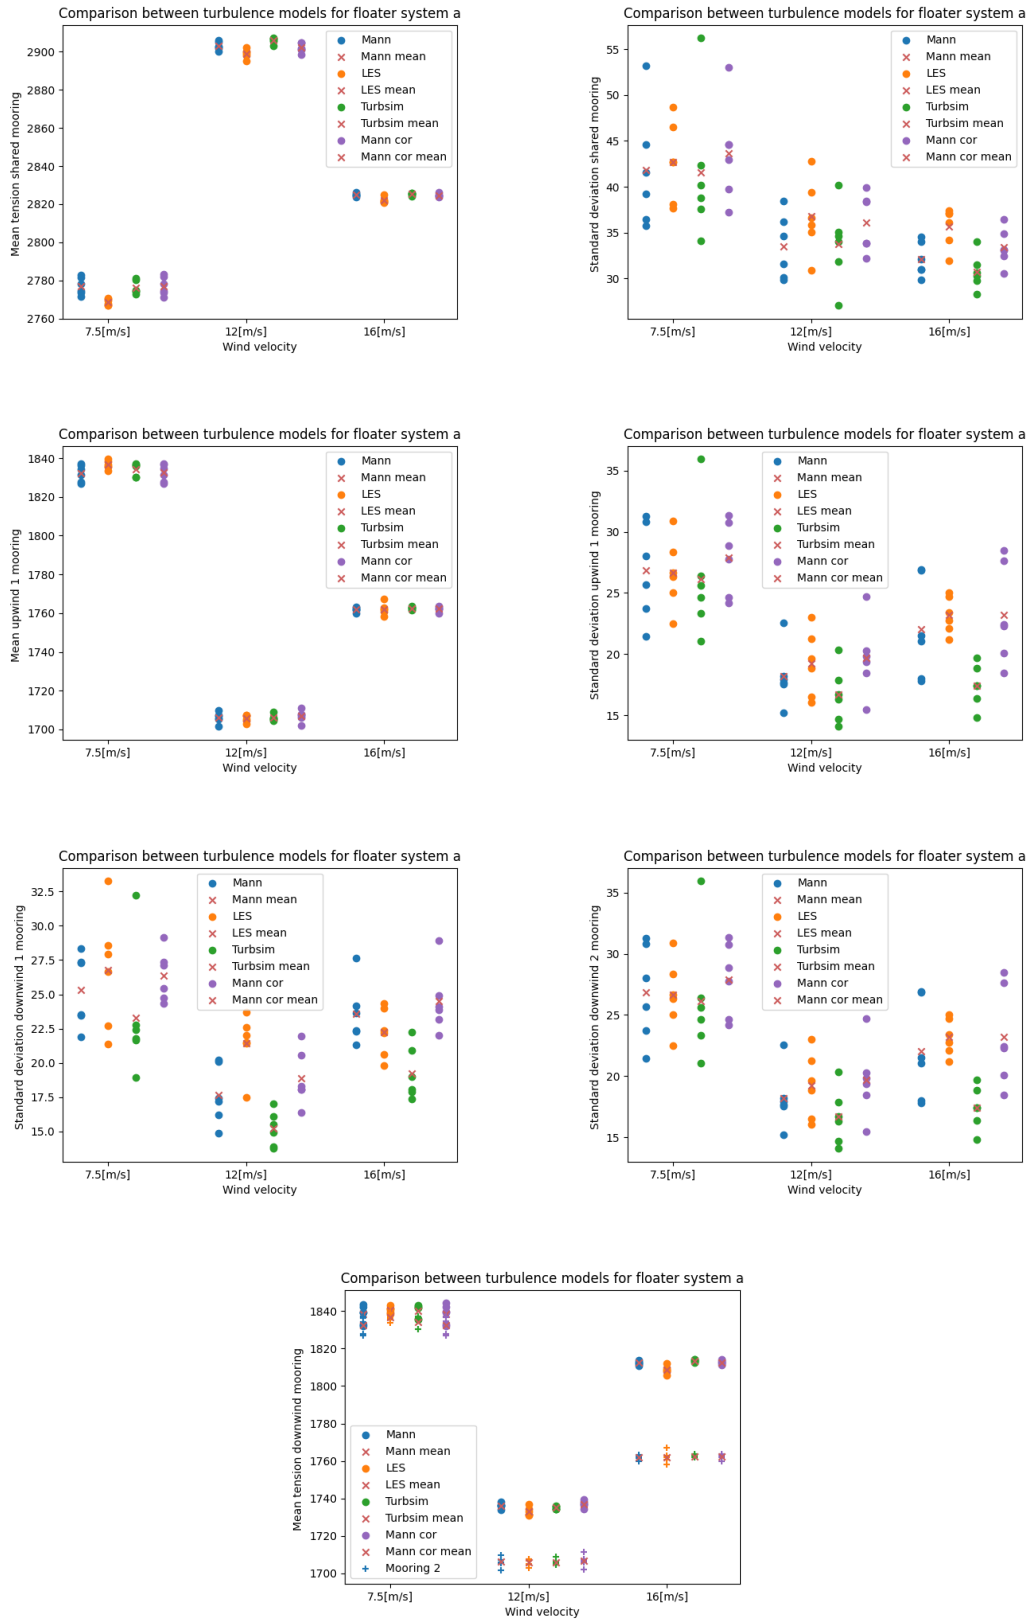 Comparison between turbulence models for floater system a
Mean tension shared mooring
2900
2880
2860
2840
2820
2800
2780
2760
7.5[m/s]
12[m/s]
16[m/s]
Wind velocity
Mann
Mann mean
LES
LES mean
Turbsim
Turbsim mean
Mann cor
Mann cor mean
Comparison between turbulence models for floater system a
Standard deviation shared mooring
55
50
45
40
35
30
7.5[m/s]
12[m/s]
16[m/s]
Wind velocity
Mann
Mann mean
LES
LES mean
Turbsim
Turbsim mean
Mann cor
Mann cor mean
Comparison between turbulence models for floater system a
Mean upwind 1 mooring
1840
1820
1800
1780
1760
1740
1720
1700
7.5[m/s]
12[m/s]
16[m/s]
Wind velocity
Mann
Mann mean
LES
LES mean
Turbsim
Turbsim mean
Mann cor
Mann cor mean
Comparison between turbulence models for floater system a
Standard deviation upwind 1 mooring
35
30
25
20
15
7.5[m/s]
12[m/s]
16[m/s]
Wind velocity
Mann
Mann mean
LES
LES mean
Turbsim
Turbsim mean
Mann cor
Mann cor mean
Comparison between turbulence models for floater system a
Standard deviation downwind 1 mooring
32.5
30.0
27.5
25.0
22.5
20.0
17.5
15.0
7.5[m/s]
12[m/s]
16[m/s]
Wind velocity
Mann
Mann mean
LES
LES mean
Turbsim
Turbsim mean
Mann cor
Mann cor mean
Comparison between turbulence models for floater system a
Standard deviation downwind 2 mooring
35
30
25
20
15
7.5[m/s]
12[m/s]
16[m/s]
Wind velocity
Mann
Mann mean
LES
LES mean
Turbsim
Turbsim mean
Mann cor
Mann cor mean
Comparison between turbulence models for floater system a
Mean tension downwind mooring
1840
1820
1800
1780
1760
1740
1720
1700
7.5[m/s]
12[m/s]
16[m/s]
Wind velocity
Mann
Mann mean
LES
LES mean
Turbsim
Turbsim mean
Mann cor
Mann cor mean
Mooring 2